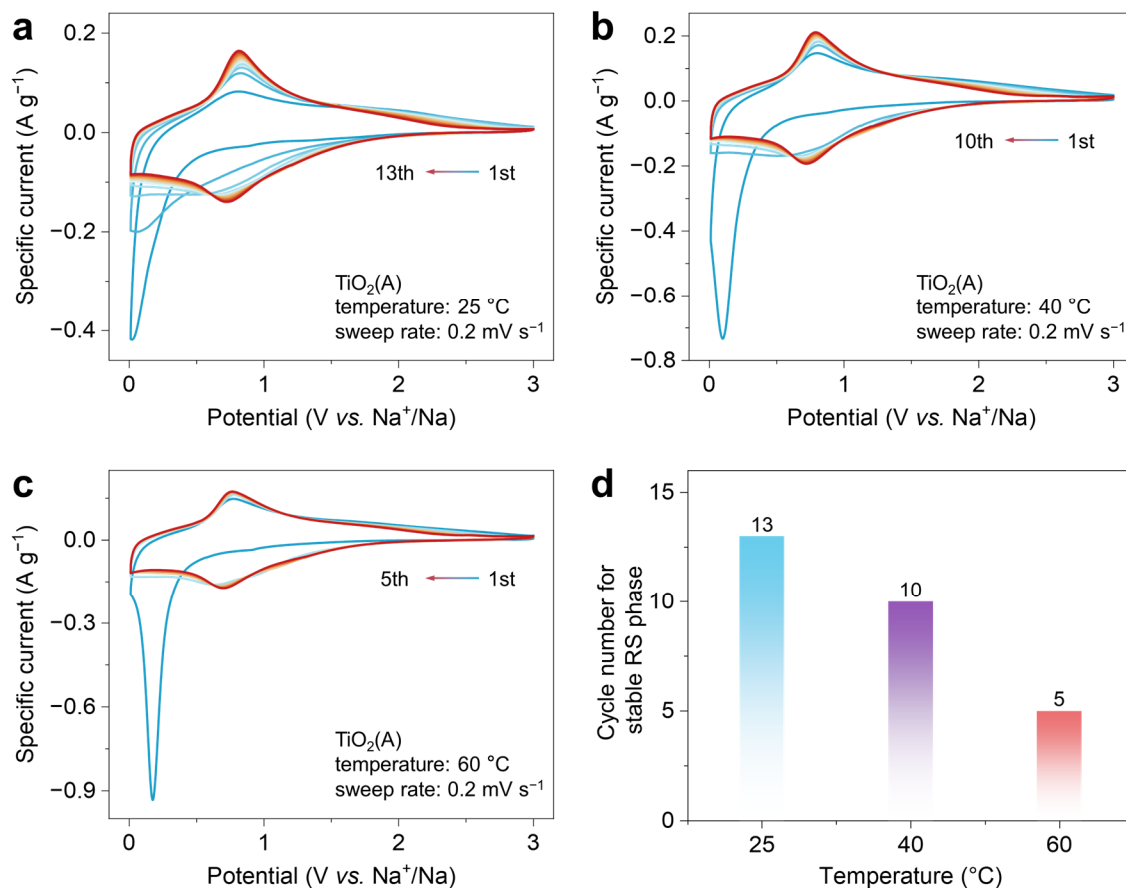 a
0.2
0.0
−0.2
−0.4
Specific current (A g⁻¹)
13th
1st
TiO₂(A)
temperature: 25 °C
sweep rate: 0.2 mV s⁻¹
0
1
2
3
Potential (V vs. Na⁺/Na)
b
0.2
0.0
−0.2
−0.4
−0.6
−0.8
Specific current (A g⁻¹)
10th
1st
TiO₂(A)
temperature: 40 °C
sweep rate: 0.2 mV s⁻¹
0
1
2
3
Potential (V vs. Na⁺/Na)
c
0.0
−0.3
−0.6
−0.9
Specific current (A g⁻¹)
5th
1st
TiO₂(A)
temperature: 60 °C
sweep rate: 0.2 mV s⁻¹
0
1
2
3
Potential (V vs. Na⁺/Na)
d
15
10
5
0
Cycle number for
stable RS phase
13
10
5
25
40
60
Temperature (°C)